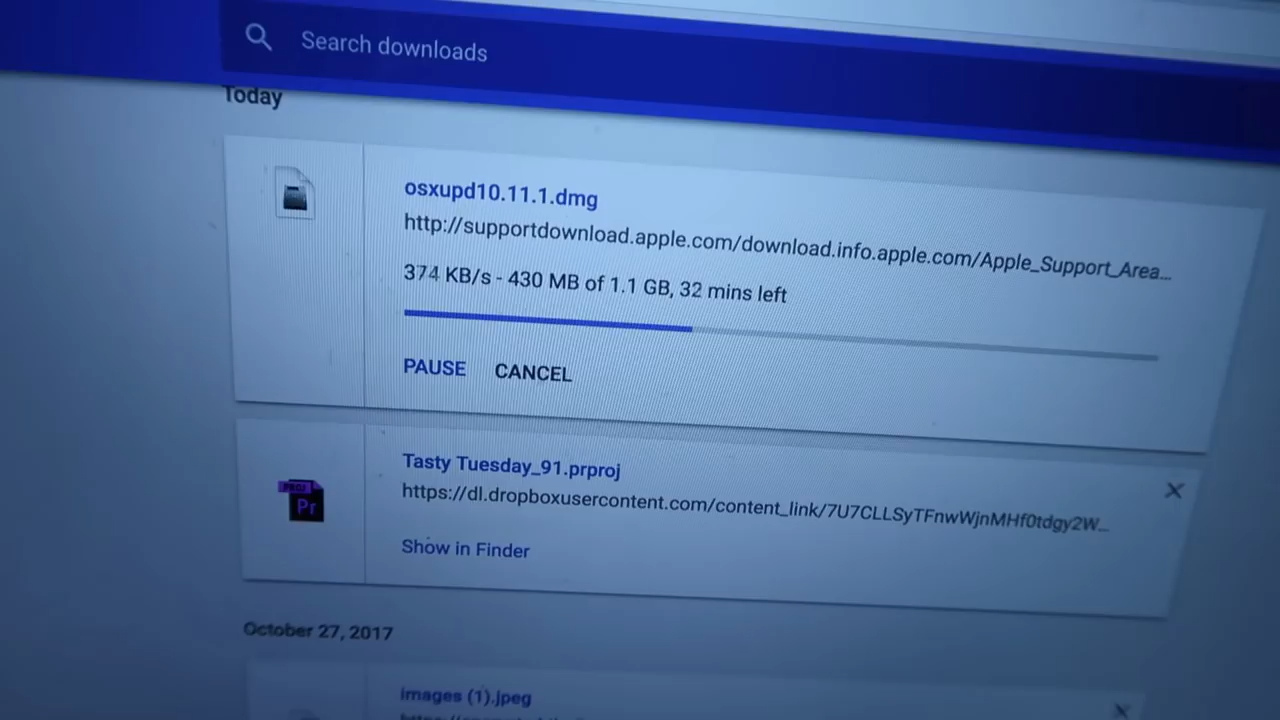 Search downloads
Today
osxupd10.11.1.dmg
http://supportdownload.apple.com/download.info.apple.com/Apple_Support_Area...
374 KB/s - 430 MB of 1.1 GB, 32 mins left
PAUSE CANCEL
Tasty Tuesday_91.prproj
https://dl.dropboxusercontent.com/content_link/7U7CLLSyTFnwWjnMHf0tdgy2W...
PROJ
Pr
Show in Finder
October 27, 2017
images (1).jpeg